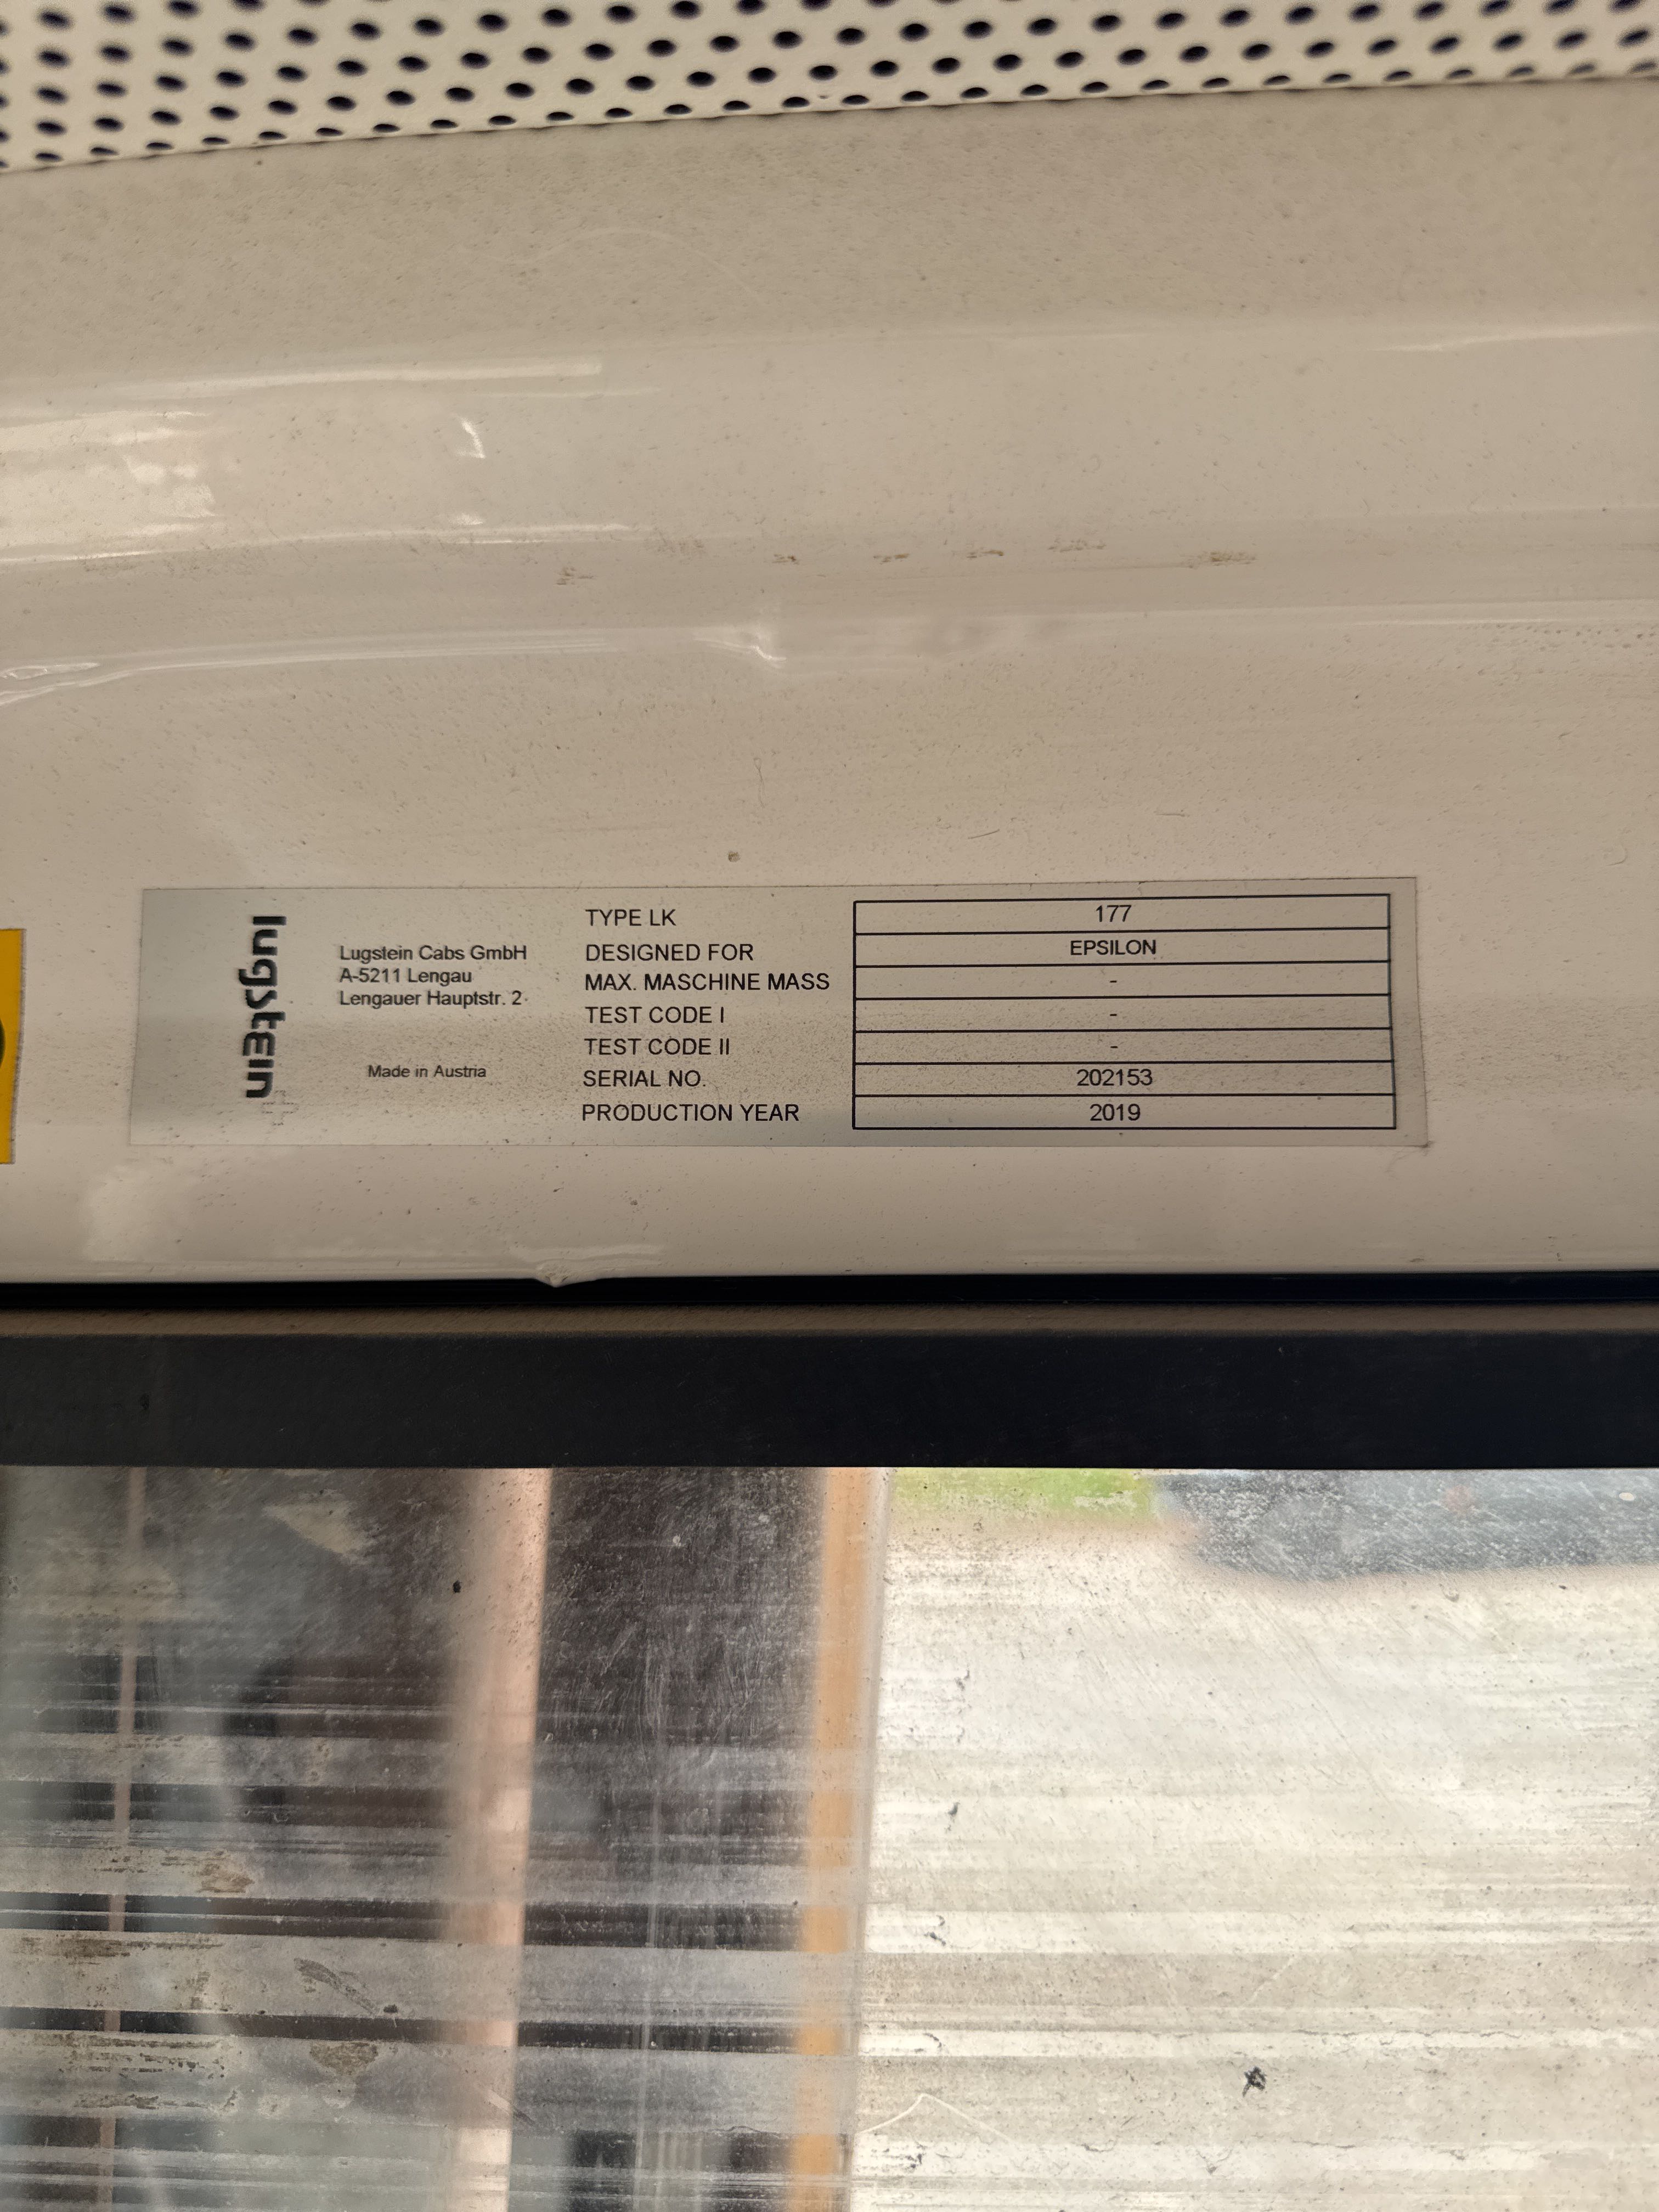 lugstein
Lugstein Cabs GmbH
A-5211 Lengau
Lengauer Hauptstr. 2
Made in Austria
TYPE LK 177
DESIGNED FOR EPSILON
MAX. MASCHINE MASS -
TEST CODE I -
TEST CODE II -
SERIAL NO. 202153
PRODUCTION YEAR 2019